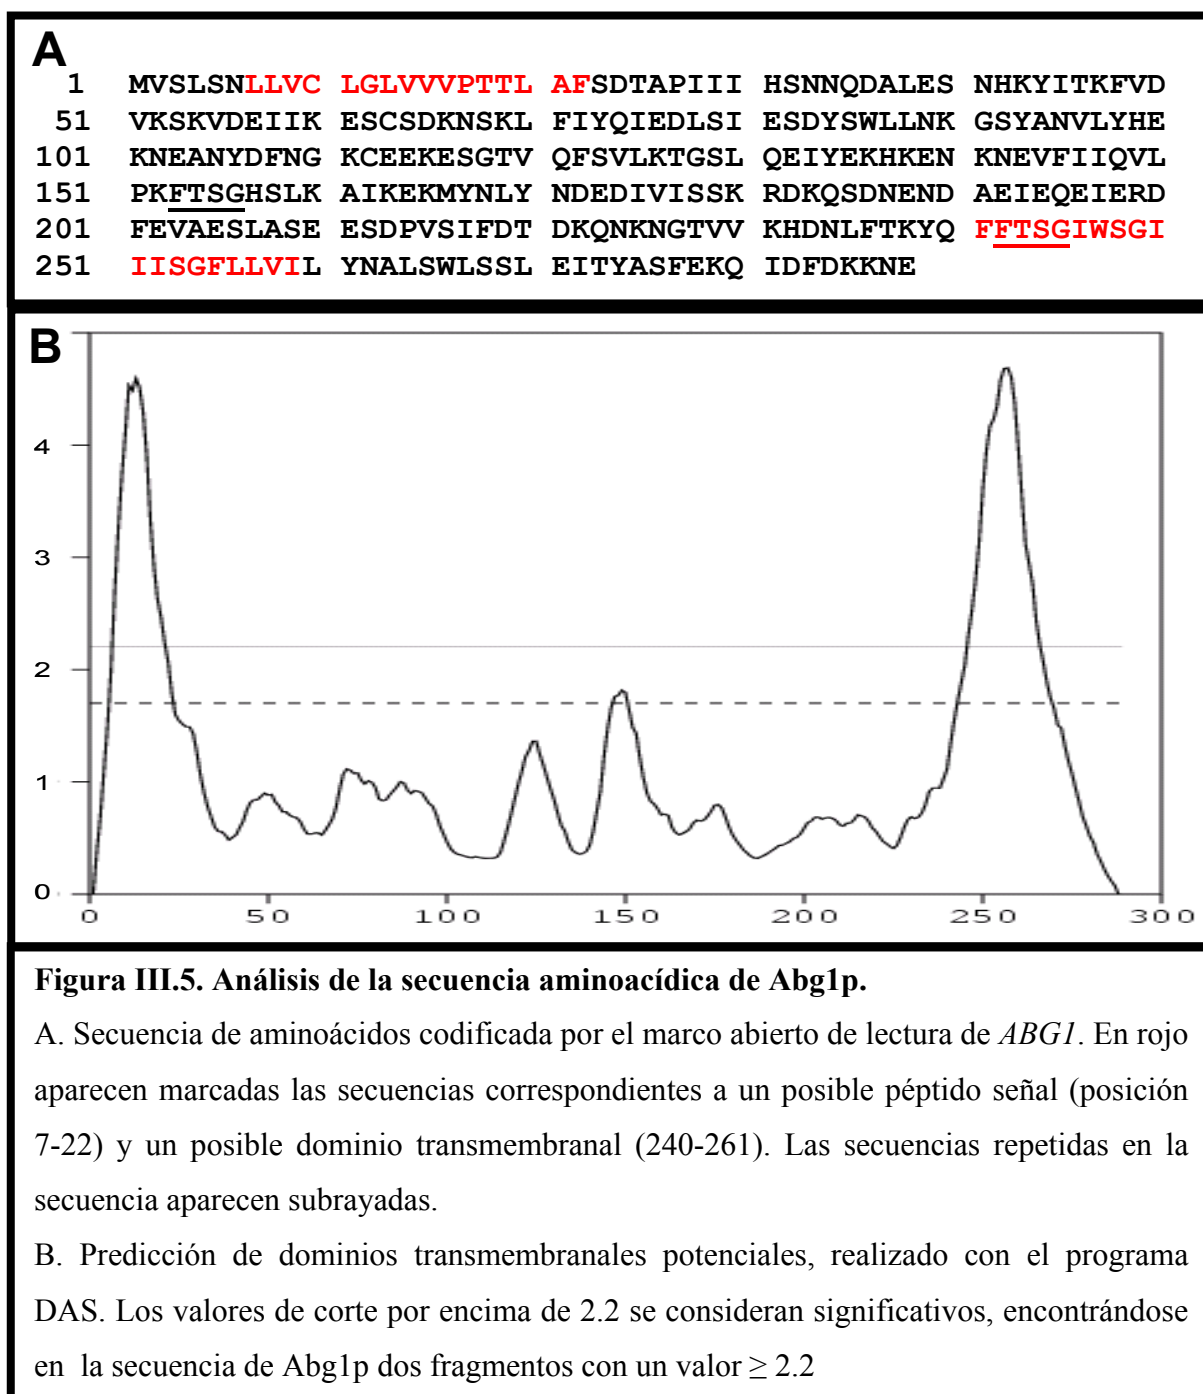 A
1 MVSLSNLLVC LGLVVVPTTL AFSDTAPIII HSNNQDALES NHKYITKFVD
51 VKSKVDEIIK ESCSDKNSKL FIYQIEDLSI ESDYSWLLNK GSYANVLYHE
101 KNEANYDFNG KCEEKESGTV QFSVLKTGSL QEIYEKHKEN KNEVFIIQVL
151 PKFTSGHSLK AIKEKMYNLY NDEDIVISSK RDKQSDNEND AEIEQEIERD
201 FEVAESLASE ESDPVSIFDT DKQNKNGTVV KHDNLFTKYQ FFTSGIWSGI
251 IISGFLLVIL YNALSWLSSL EITYASFEKQ IDFDKKNE
B
4
3
2
1
0
0 50 100 150 200 250 300
Figura III.5. Análisis de la secuencia aminoacídica de Abg1p.
A. Secuencia de aminoácidos codificada por el marco abierto de lectura de ABG1. En rojo
aparecen marcadas las secuencias correspondientes a un posible péptido señal (posición
7-22) y un posible dominio transmembranal (240-261). Las secuencias repetidas en la
secuencia aparecen subrayadas.
B. Predicción de dominios transmembranales potenciales, realizado con el programa
DAS. Los valores de corte por encima de 2.2 se consideran significativos, encontrándose
en la secuencia de Abg1p dos fragmentos con un valor ≥ 2.2